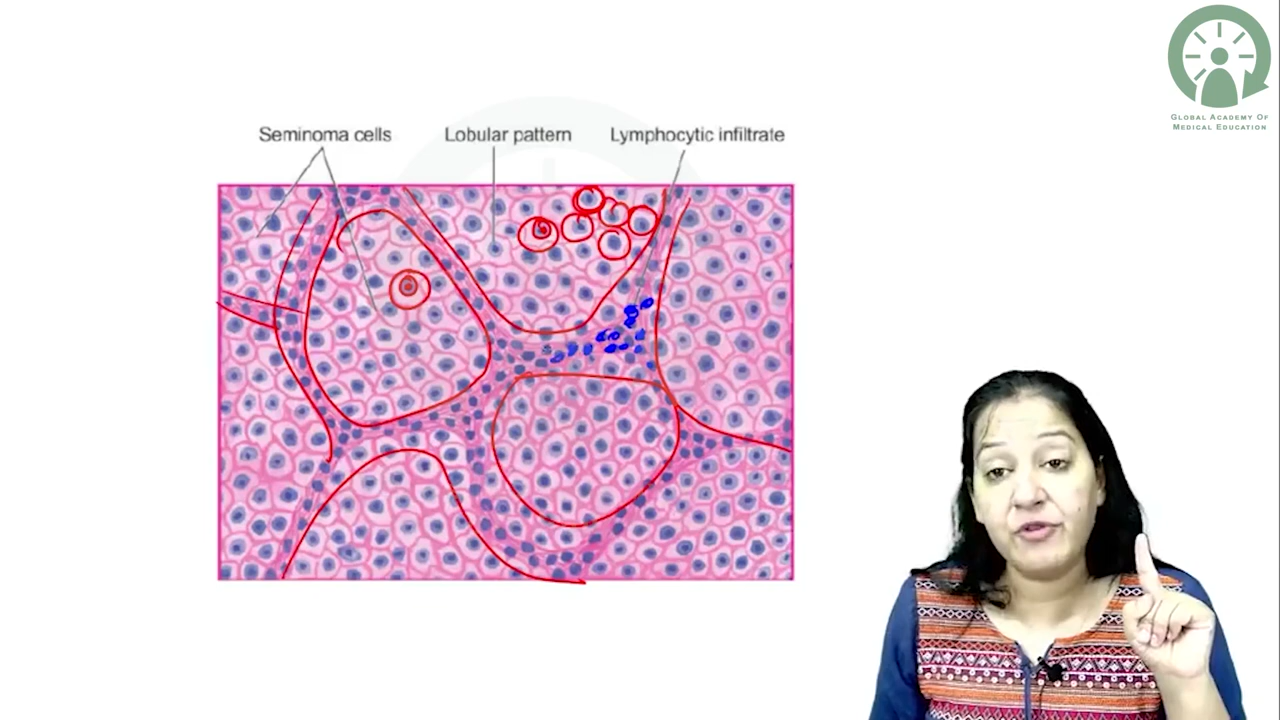 Seminoma cells
Lobular pattern
Lymphocytic infiltrate
GLOBAL ACADEMY OF
MEDICAL EDUCATION